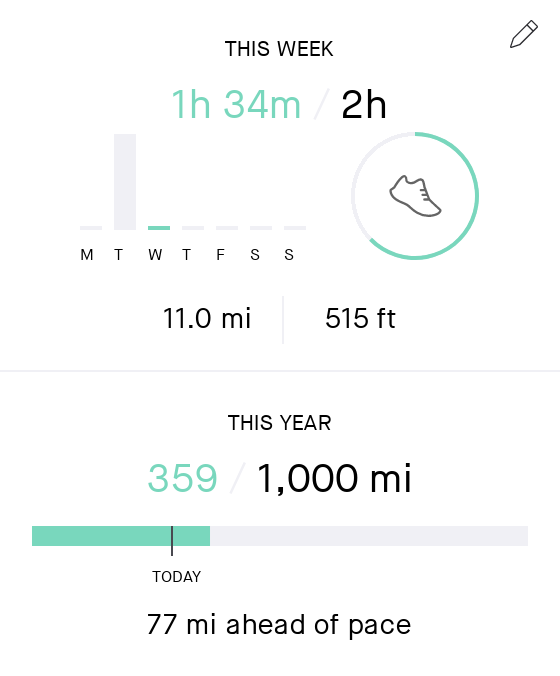 THIS WEEK
1h 34m / 2h
M T W T F S S
11.0 mi 515 ft
THIS YEAR
359 / 1,000 mi
TODAY
77 mi ahead of pace